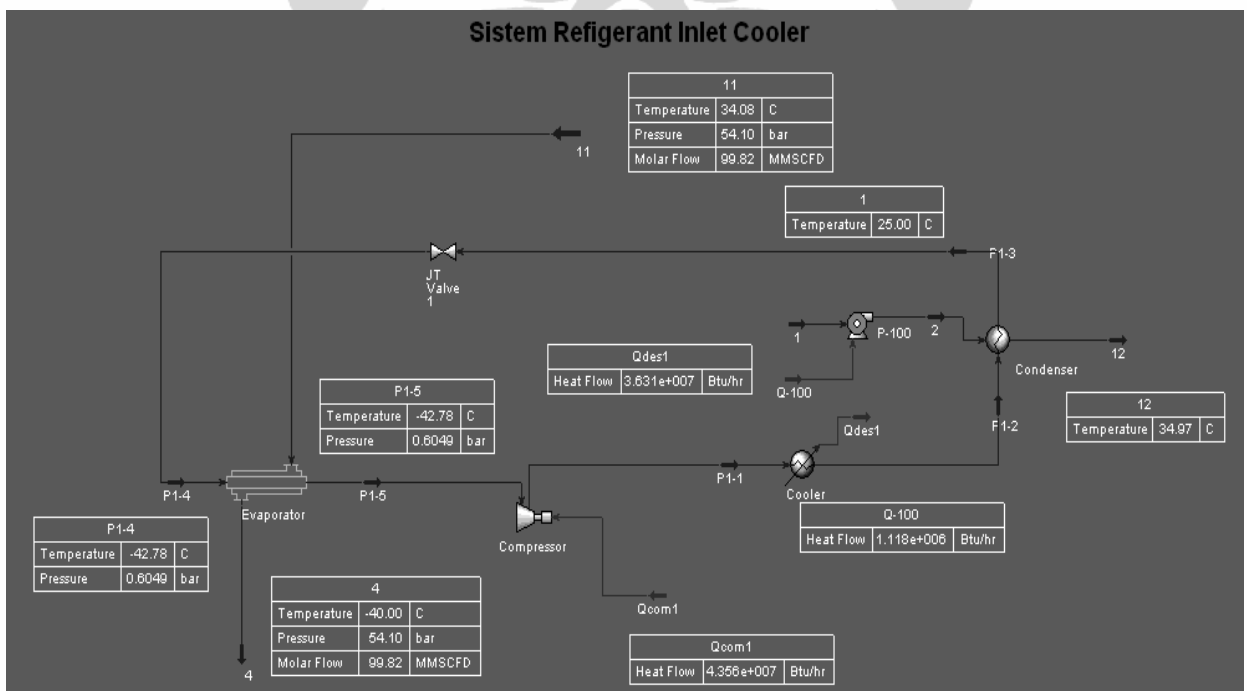 Sistem Refigerant Inlet Cooler
11
Temperature 34.08 C
Pressure 54.10 bar
Molar Flow 99.82 MMSCFD
11
1
Temperature 25.00 C
JT
Valve
1
P1-3
1
P-100
2
Condenser
12
Qdes1
Heat Flow 3.631e+007 Btu/hr
Q-100
P1-5
Temperature -42.78 C
Pressure 0.6049 bar
12
Temperature 34.97 C
Qdes1
P1-2
P1-4
Evaporator
P1-5
P1-1
Cooler
Compressor
Q-100
Heat Flow 1.118e+006 Btu/hr
P1-4
Temperature -42.78 C
Pressure 0.6049 bar
4
Temperature -40.00 C
Pressure 54.10 bar
Molar Flow 99.82 MMSCFD
4
Qcom1
Qcom1
Heat Flow 4.356e+007 Btu/hr